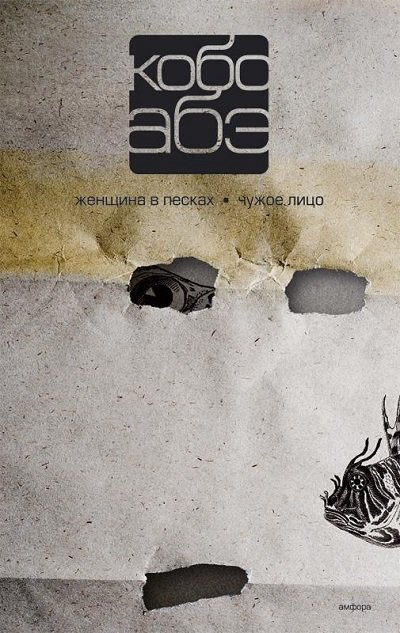 кобо
абэ
женщина в песках • чужое лицо
амфора